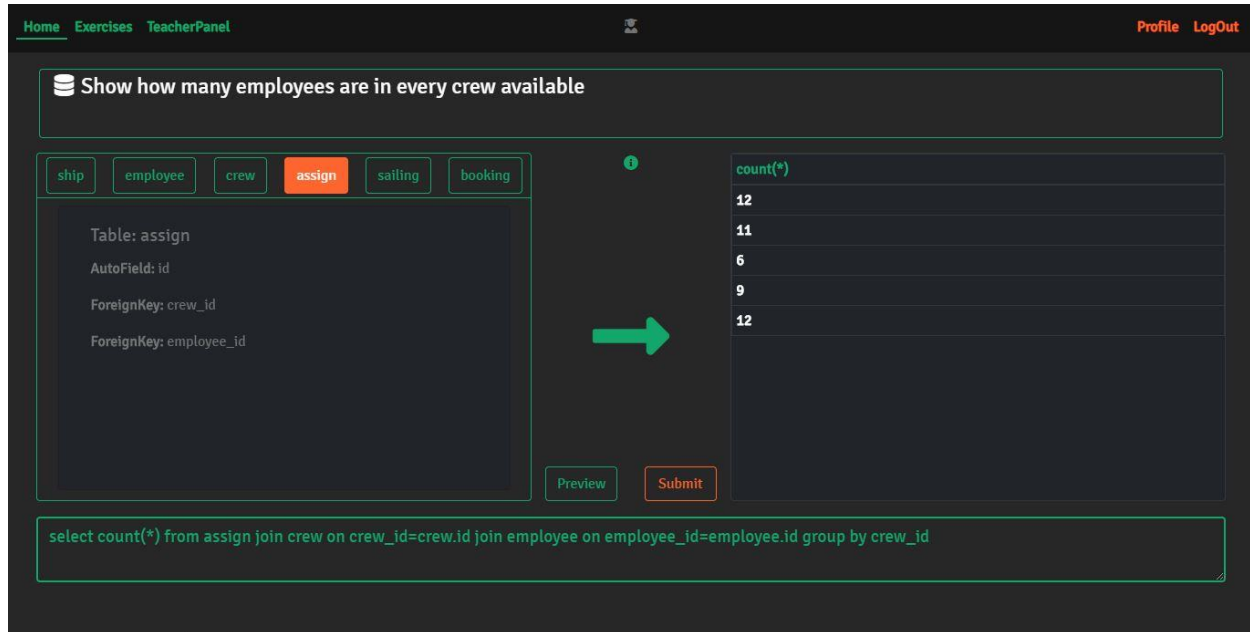 Home Exercises TeacherPanel Profile LogOut
Show how many employees are in every crew available
ship employee crew assign sailing booking
Table: assign
AutoField: id
ForeignKey: crew_id
ForeignKey: employee_id
count(*)
12
11
6
9
12
Preview Submit
select count(*) from assign join crew on crew_id=crew.id join employee on employee_id=employee.id group by crew_id